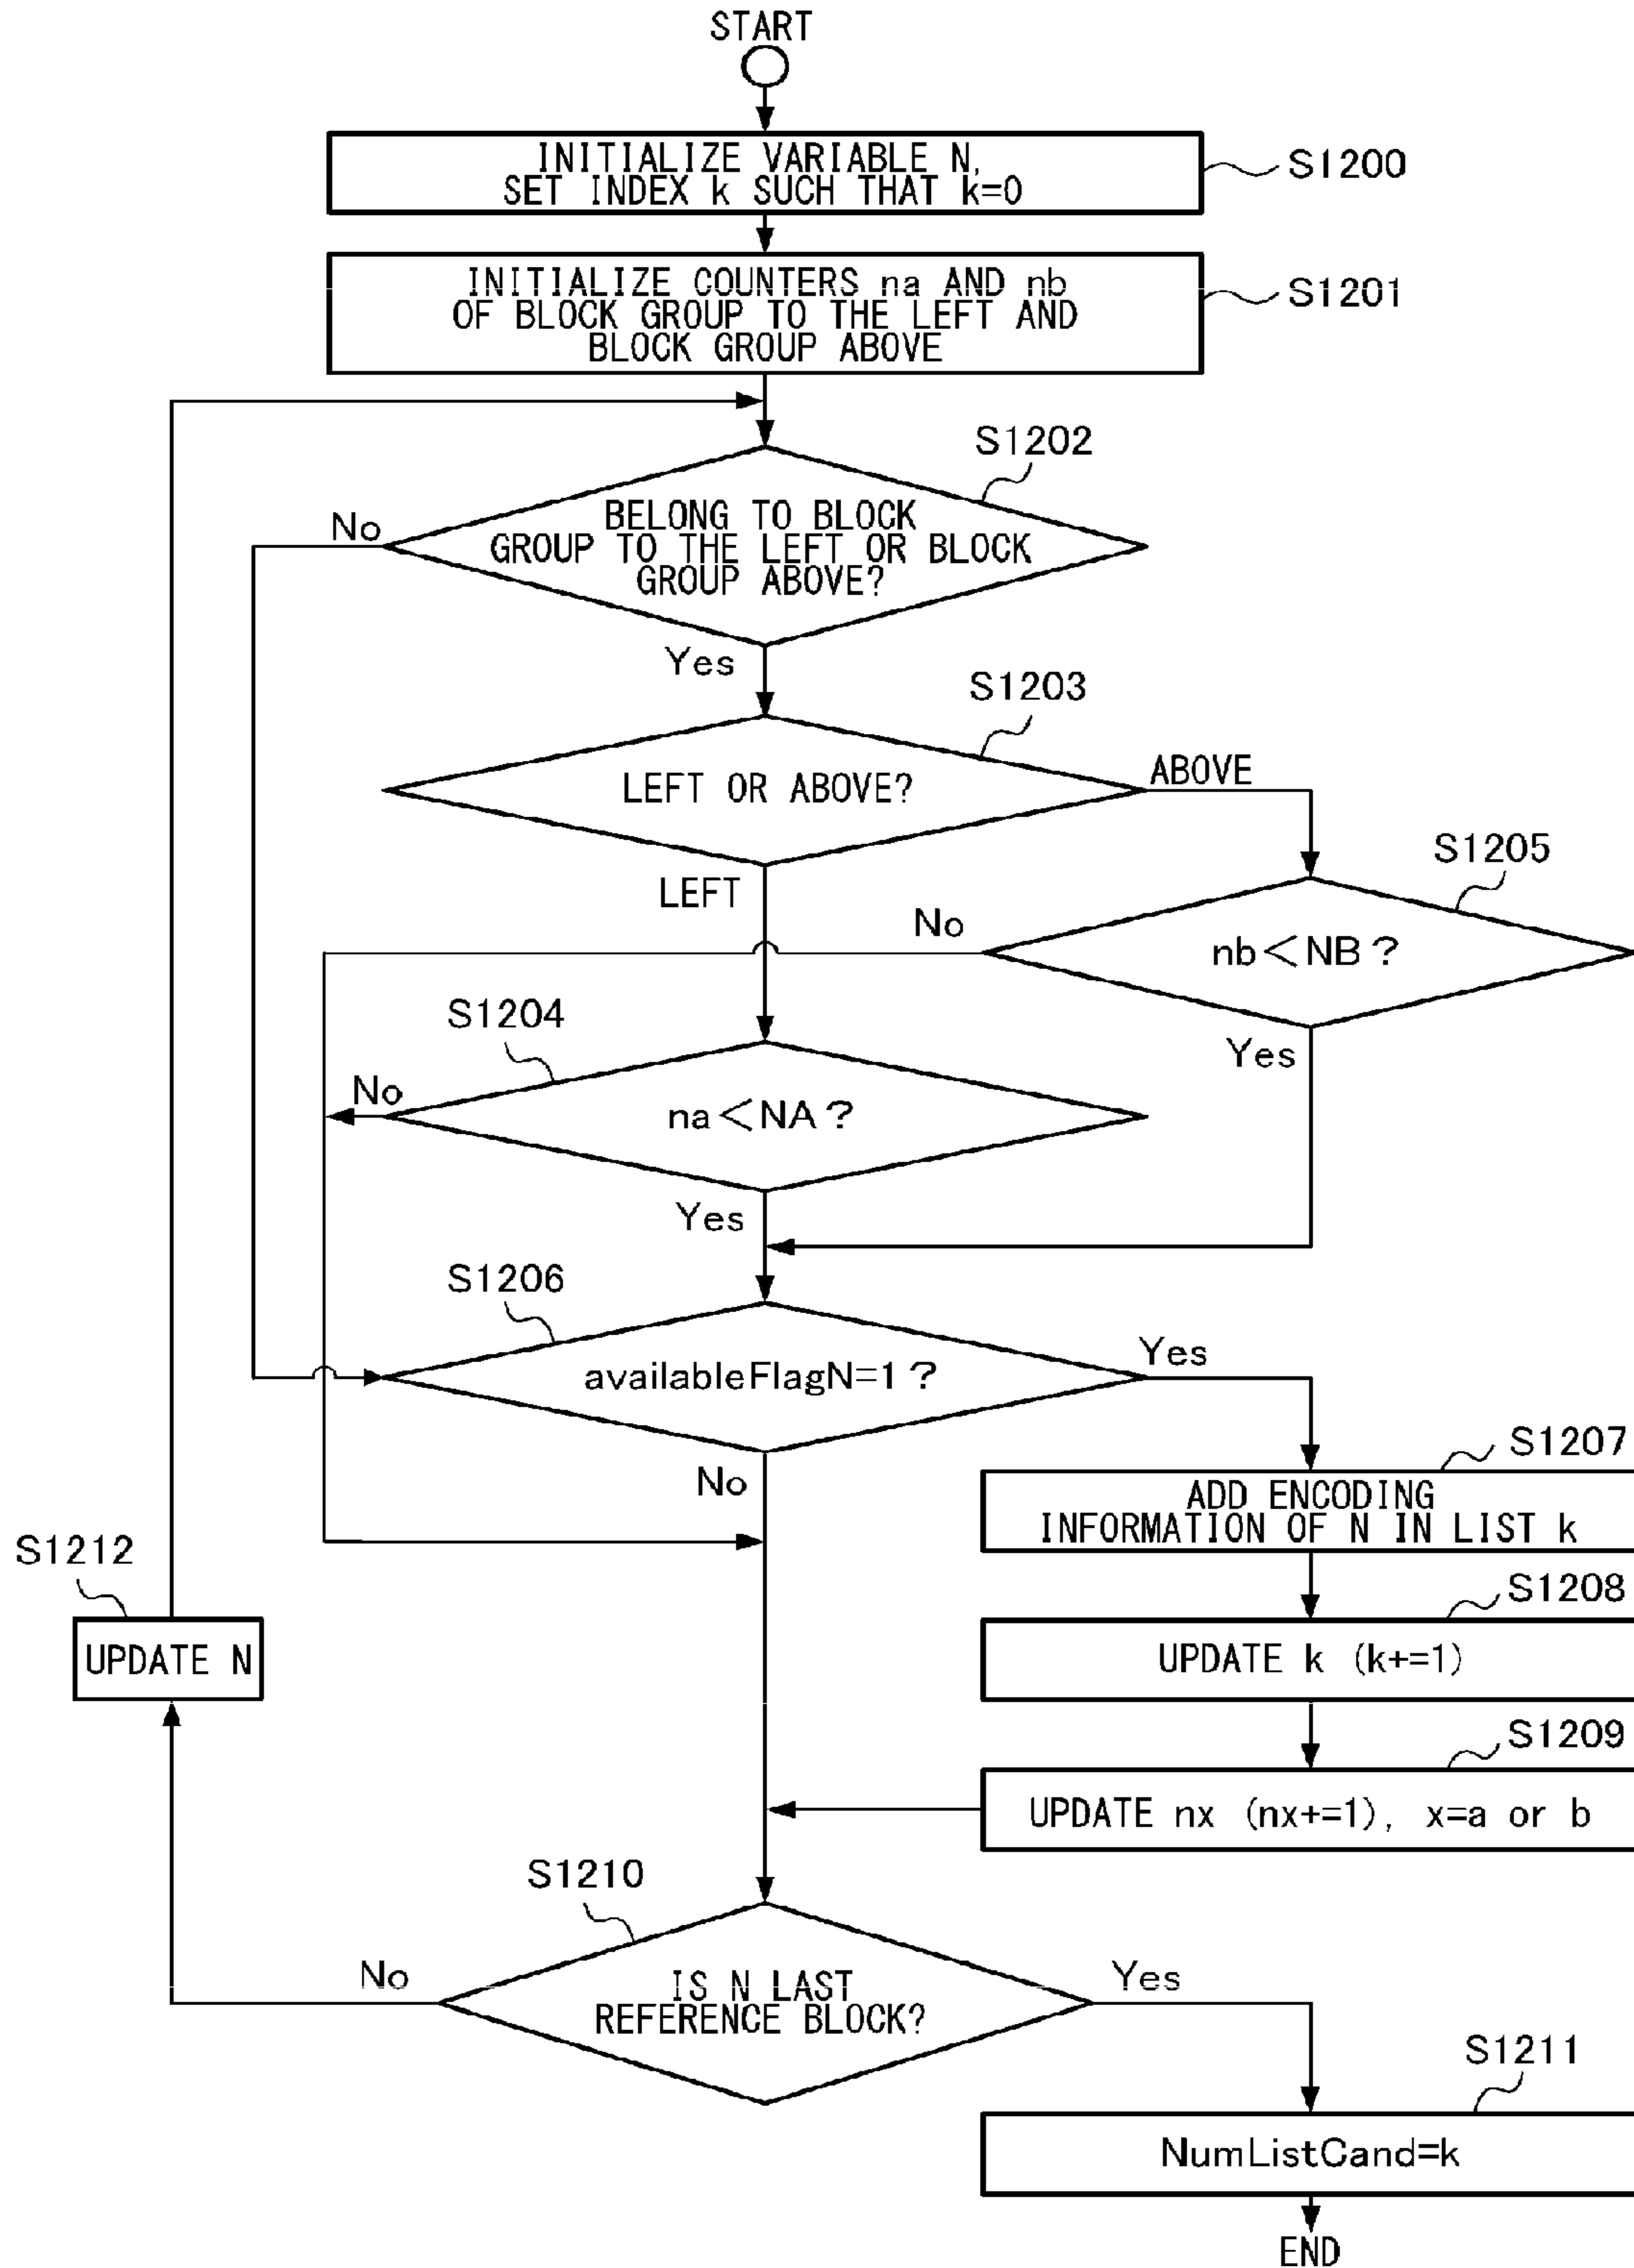 START
INITIALIZE VARIABLE N,
SET INDEX k SUCH THAT k=0
S1200
INITIALIZE COUNTERS na AND nb
OF BLOCK GROUP TO THE LEFT AND
BLOCK GROUP ABOVE
S1201
S1202
No
BELONG TO BLOCK
GROUP TO THE LEFT OR BLOCK
GROUP ABOVE?
Yes
S1203
LEFT OR ABOVE?
ABOVE
LEFT
S1205
No
nb<NB?
Yes
S1204
No
na<NA?
Yes
S1206
availableFlagN=1?
Yes
No
S1207
ADD ENCODING
INFORMATION OF N IN LIST k
S1208
UPDATE k (k+=1)
S1209
UPDATE nx (nx+=1), x=a or b
S1212
UPDATE N
S1210
No
IS N LAST
REFERENCE BLOCK?
Yes
S1211
NumListCand=k
END